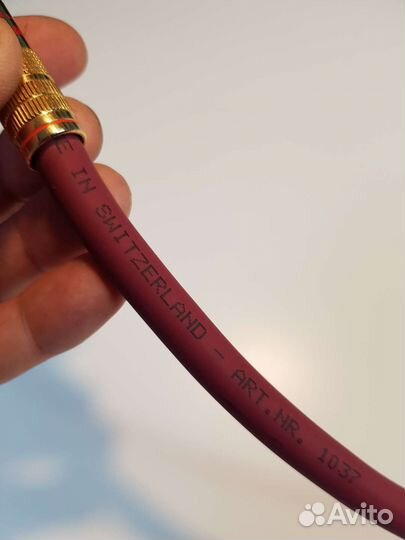 E IN SWITZERLAND - ART.NR. 1037
Avito